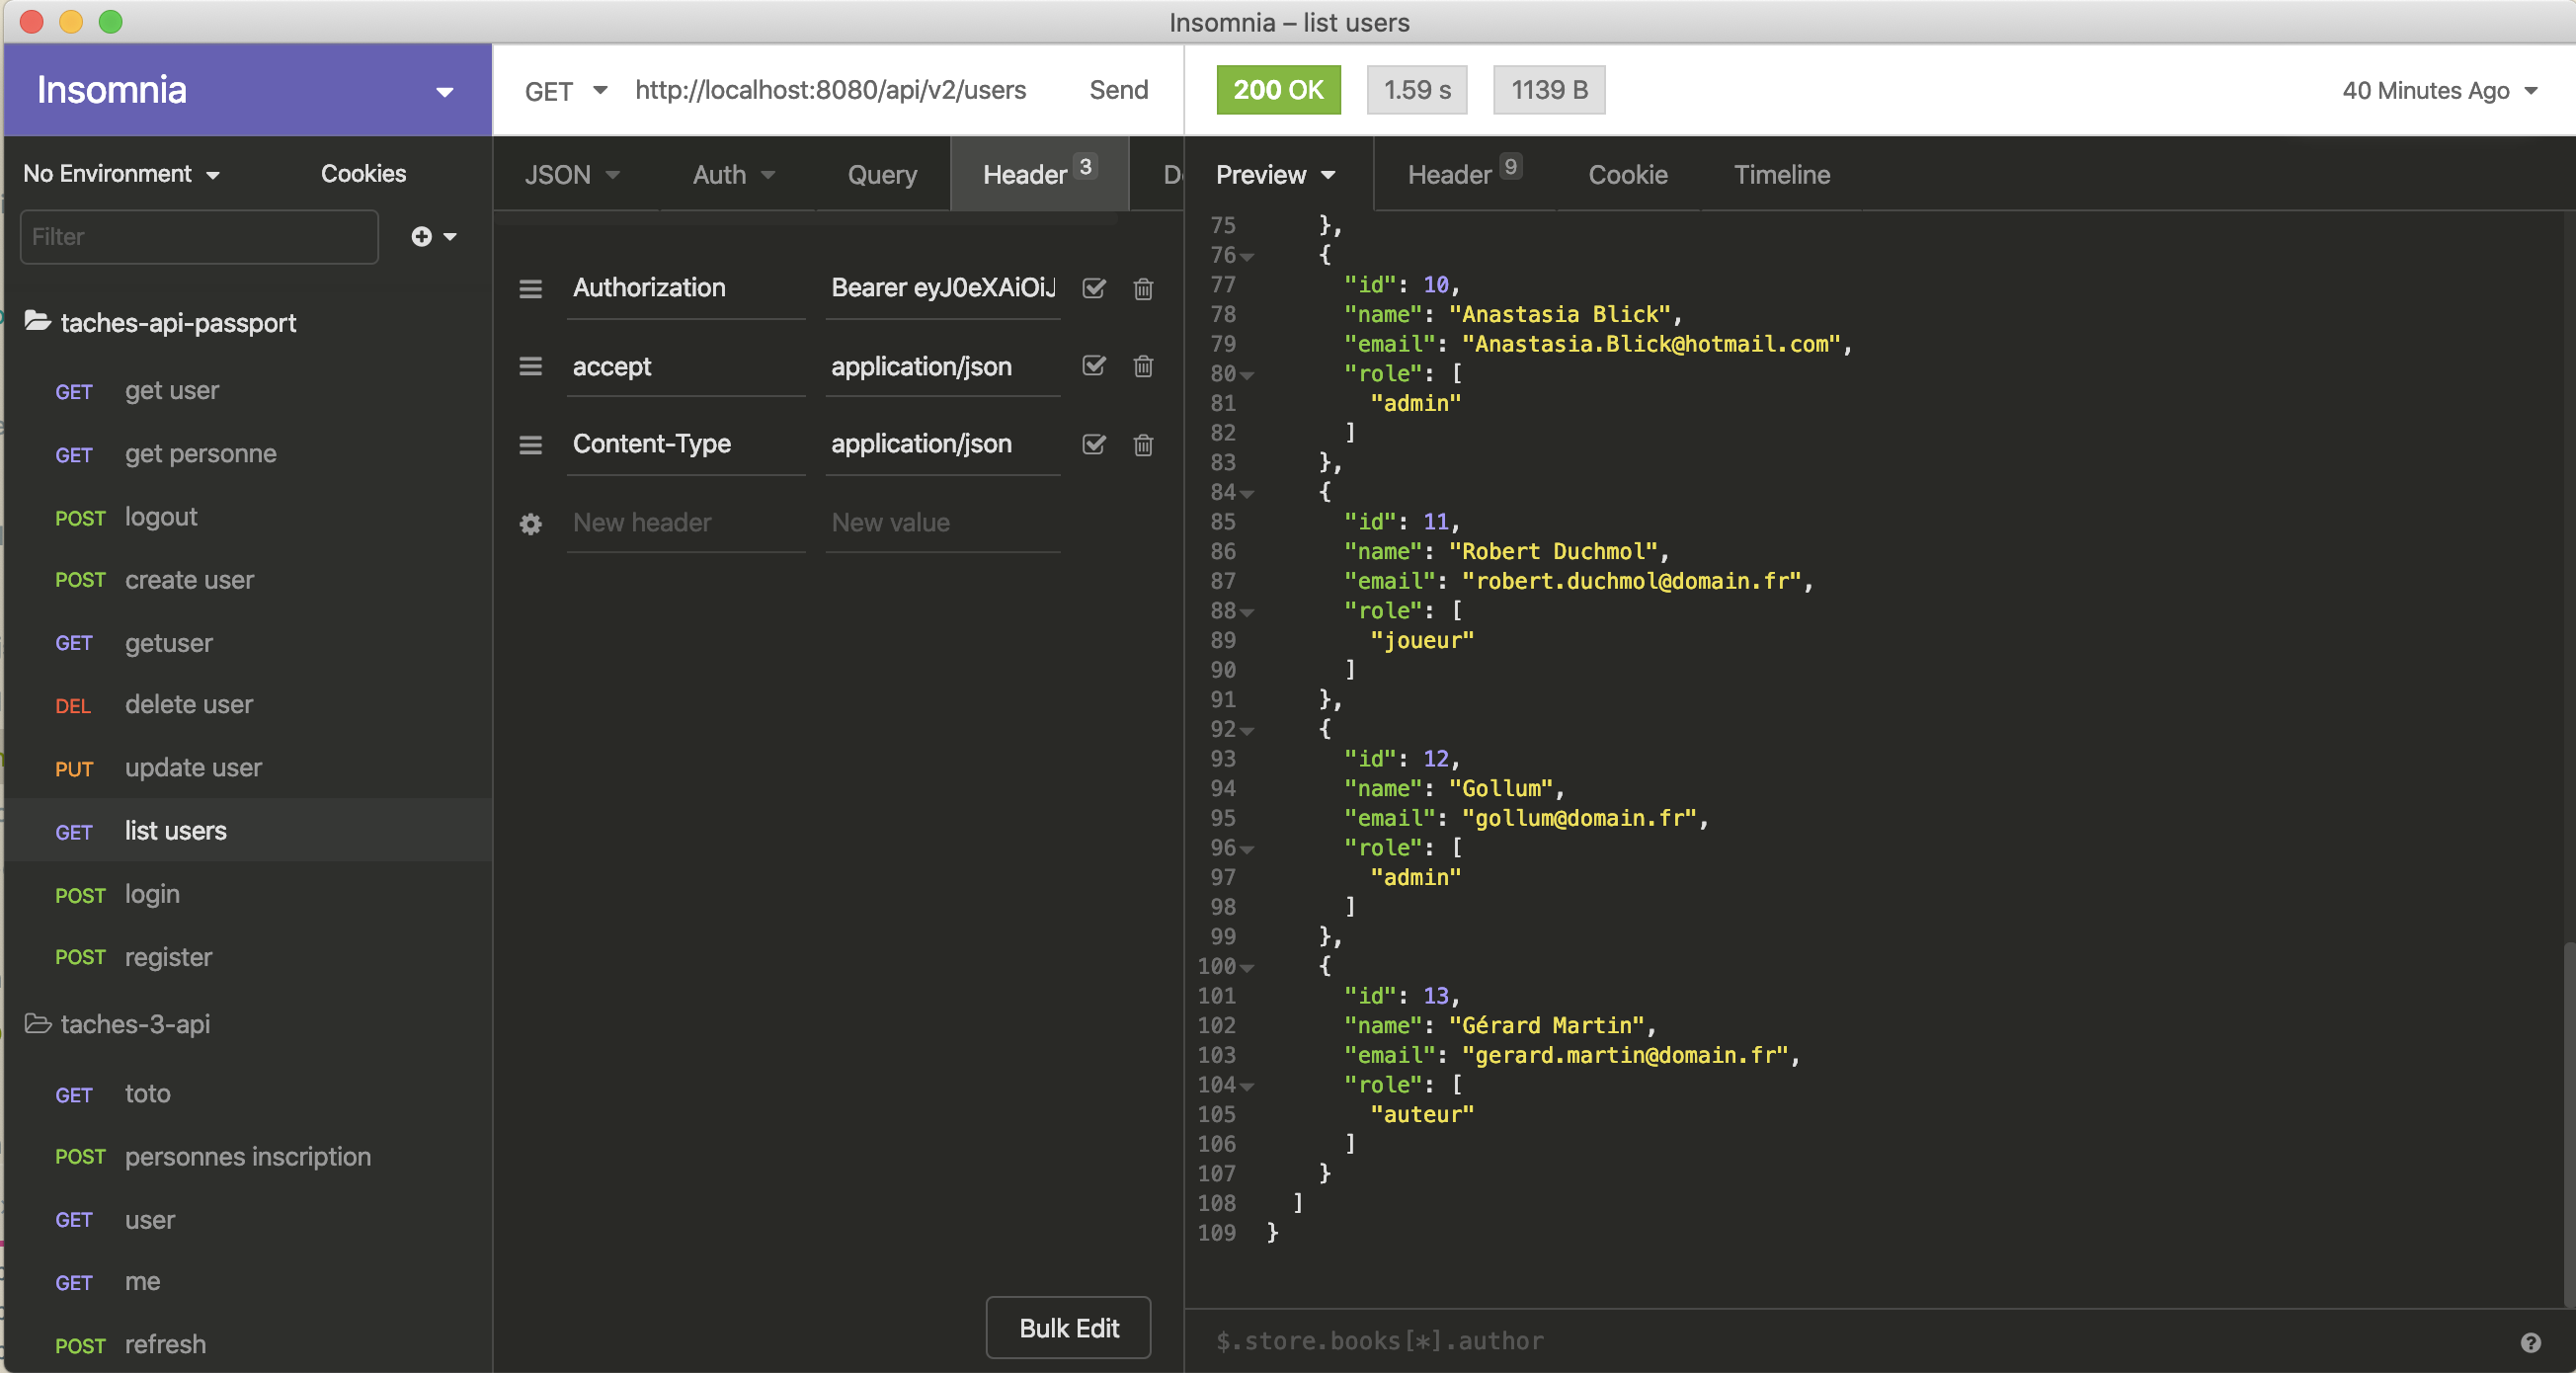 Insomnia – list users
Insomnia
GET http://localhost:8080/api/v2/users Send
200 OK 1.59 s 1139 B 40 Minutes Ago
No Environment Cookies
Filter
taches-api-passport
GET get user
GET get personne
POST logout
POST create user
GET getuser
DEL delete user
PUT update user
GET list users
POST login
POST register
taches-3-api
GET toto
POST personnes inscription
GET user
GET me
POST refresh
JSON Auth Query Header 3
Authorization Bearer eyJ0eXAiOiJ
accept application/json
Content-Type application/json
New header New value
Bulk Edit
Preview Header 9 Cookie Timeline
75 },
76 {
77 "id": 10,
78 "name": "Anastasia Blick",
79 "email": "Anastasia.Blick@hotmail.com",
80 "role": [
81 "admin"
82 ]
83 },
84 {
85 "id": 11,
86 "name": "Robert Duchmol",
87 "email": "robert.duchmol@domain.fr",
88 "role": [
89 "joueur"
90 ]
91 },
92 {
93 "id": 12,
94 "name": "Gollum",
95 "email": "gollum@domain.fr",
96 "role": [
97 "admin"
98 ]
99 },
100 {
101 "id": 13,
102 "name": "Gérard Martin",
103 "email": "gerard.martin@domain.fr",
104 "role": [
105 "auteur"
106 ]
107 }
108 ]
109 }
$.store.books[*].author